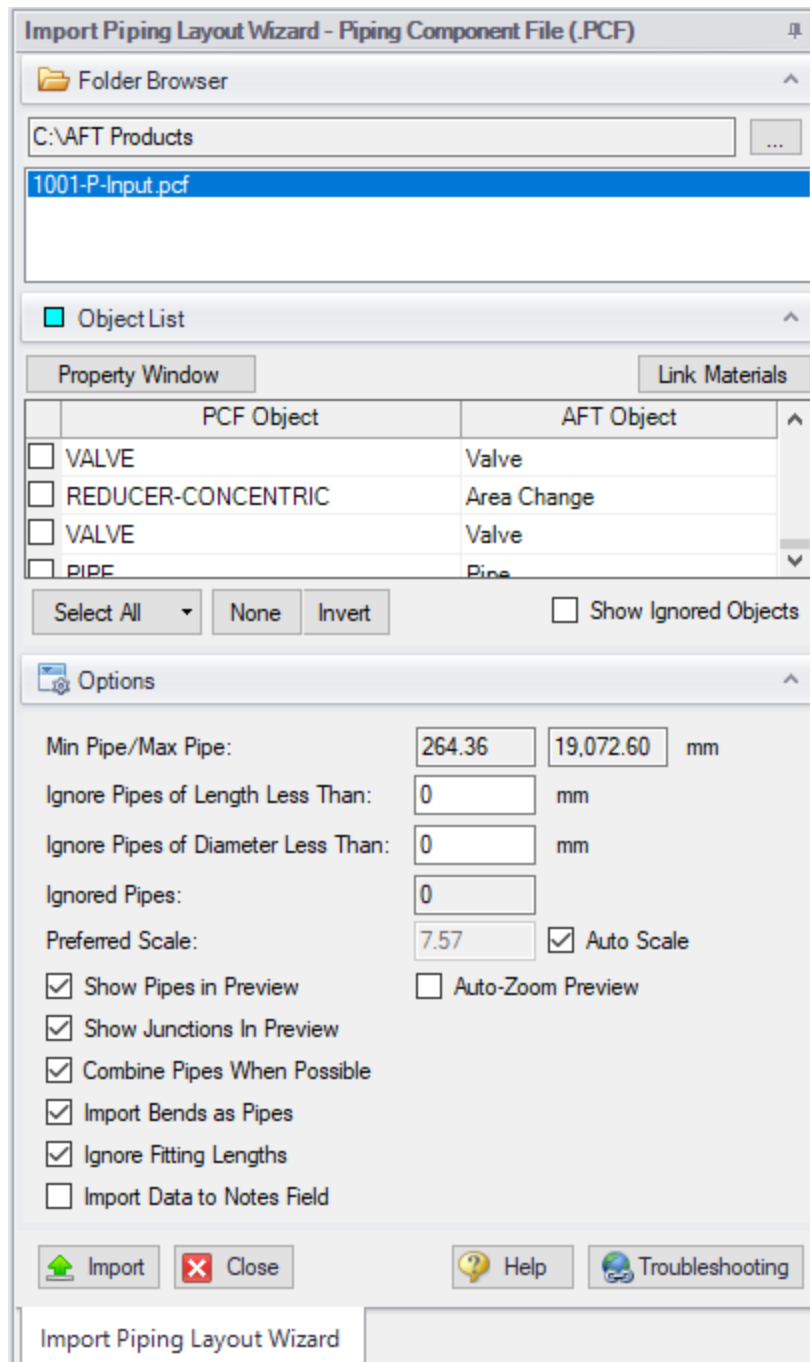 Import Piping Layout Wizard - Piping Component File (.PCF)
Folder Browser
C:\AFT Products
...
1001-P-Input.pcf
Object List
Property Window Link Materials
PCF Object AFT Object
VALVE Valve
REDUCER-CONCENTRIC Area Change
VALVE Valve
PIPE Pipe
Select All None Invert Show Ignored Objects
Options
Min Pipe/Max Pipe: 264.36 19,072.60 mm
Ignore Pipes of Length Less Than: 0 mm
Ignore Pipes of Diameter Less Than: 0 mm
Ignored Pipes: 0
Preferred Scale: 7.57 Auto Scale
Show Pipes in Preview Auto-Zoom Preview
Show Junctions In Preview
Combine Pipes When Possible
Import Bends as Pipes
Ignore Fitting Lengths
Import Data to Notes Field
Import Close Help Troubleshooting
Import Piping Layout Wizard